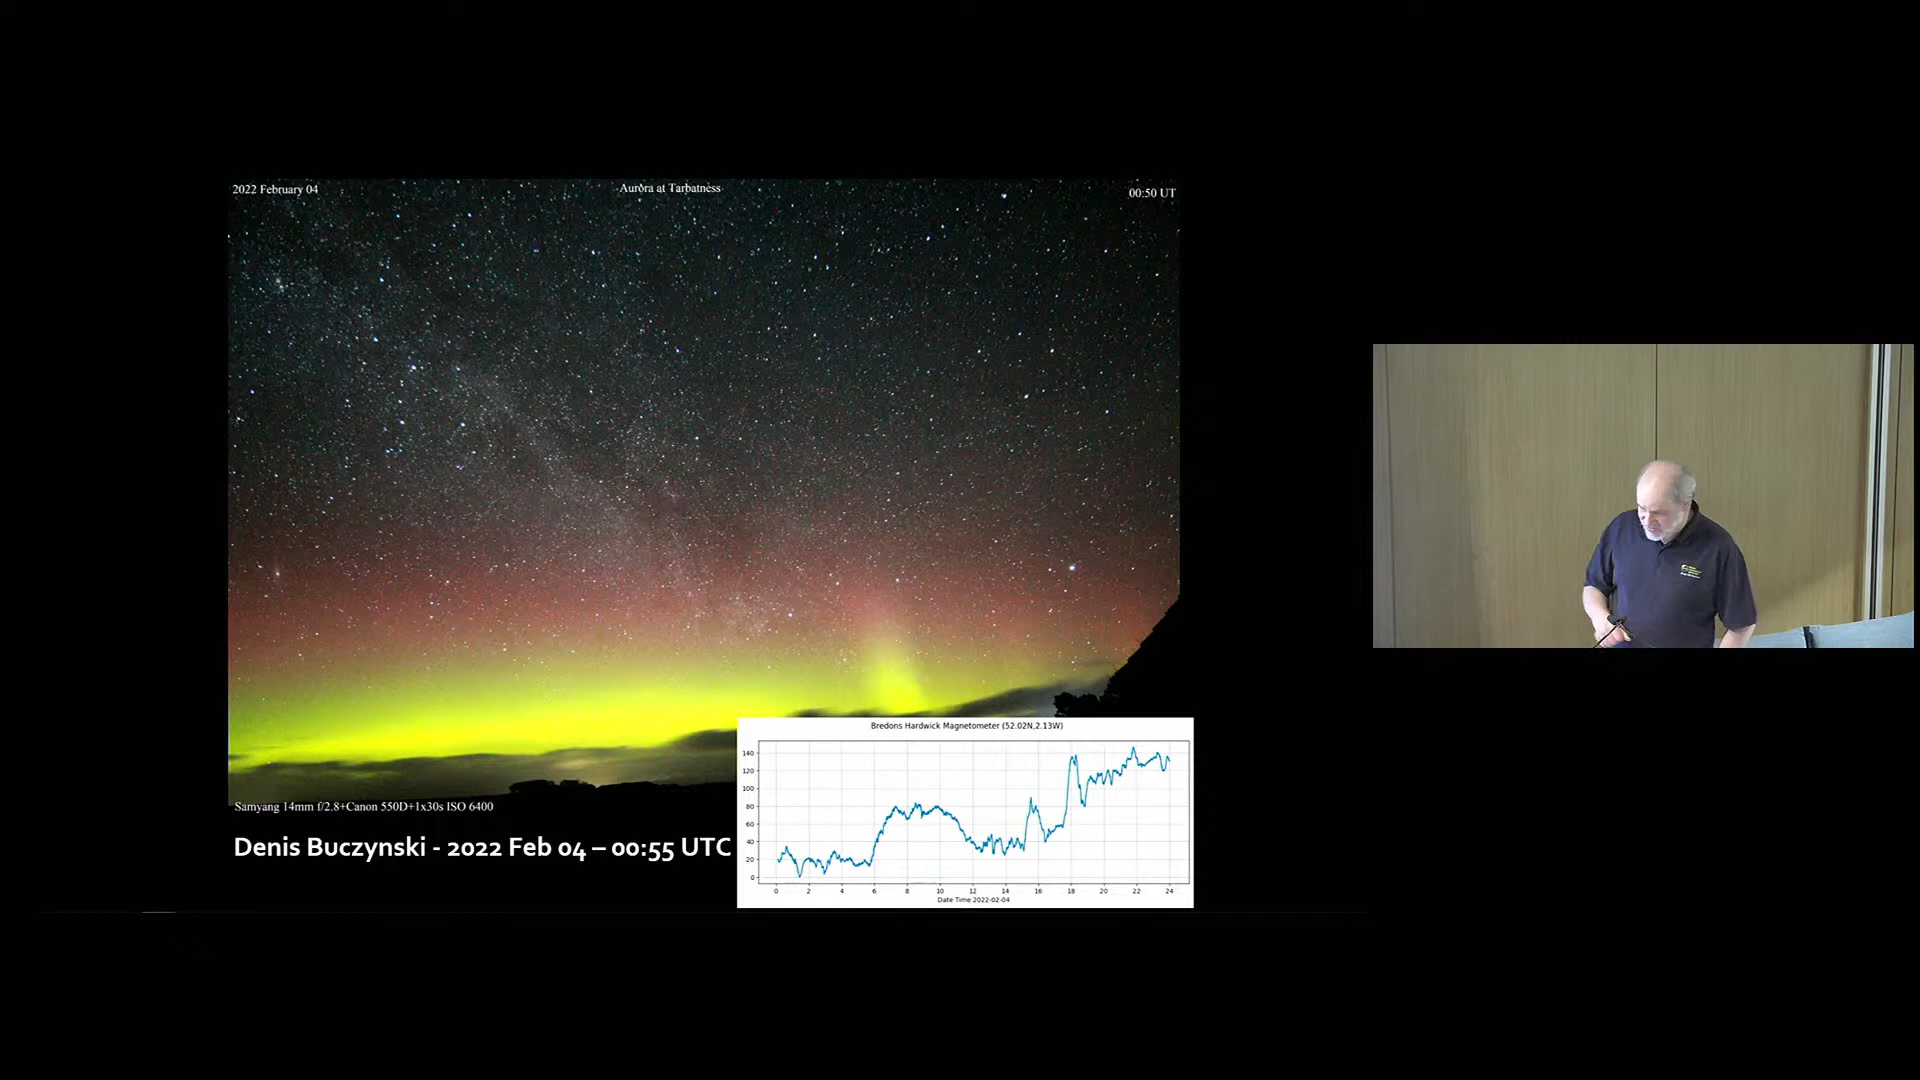 2022 February 04
Aurora at Tarbatness
00:50 UT
Samyang 14mm f/2.8+Canon 550D+1x30s ISO 6400
Denis Buczynski - 2022 Feb 04 – 00:55 UTC
Bredons Hardwick Magnetometer (52.02N,2.13W)
140
120
100
80
60
40
20
0
0 2 4 6 8 10 12 14 16 18 20 22 24
Date Time 2022-02-04